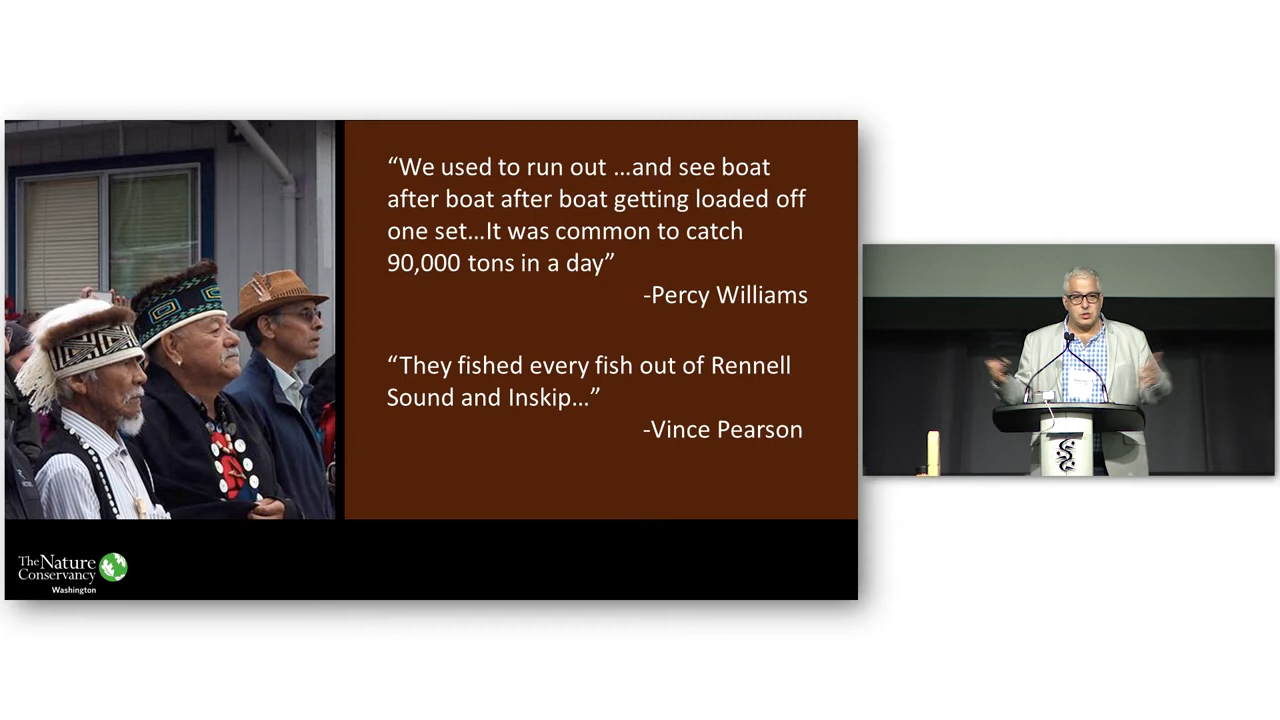 “We used to run out …and see boat
after boat after boat getting loaded off
one set…It was common to catch
90,000 tons in a day”
-Percy Williams
“They fished every fish out of Rennell
Sound and Inskip…”
-Vince Pearson
The Nature
Conservancy
Washington